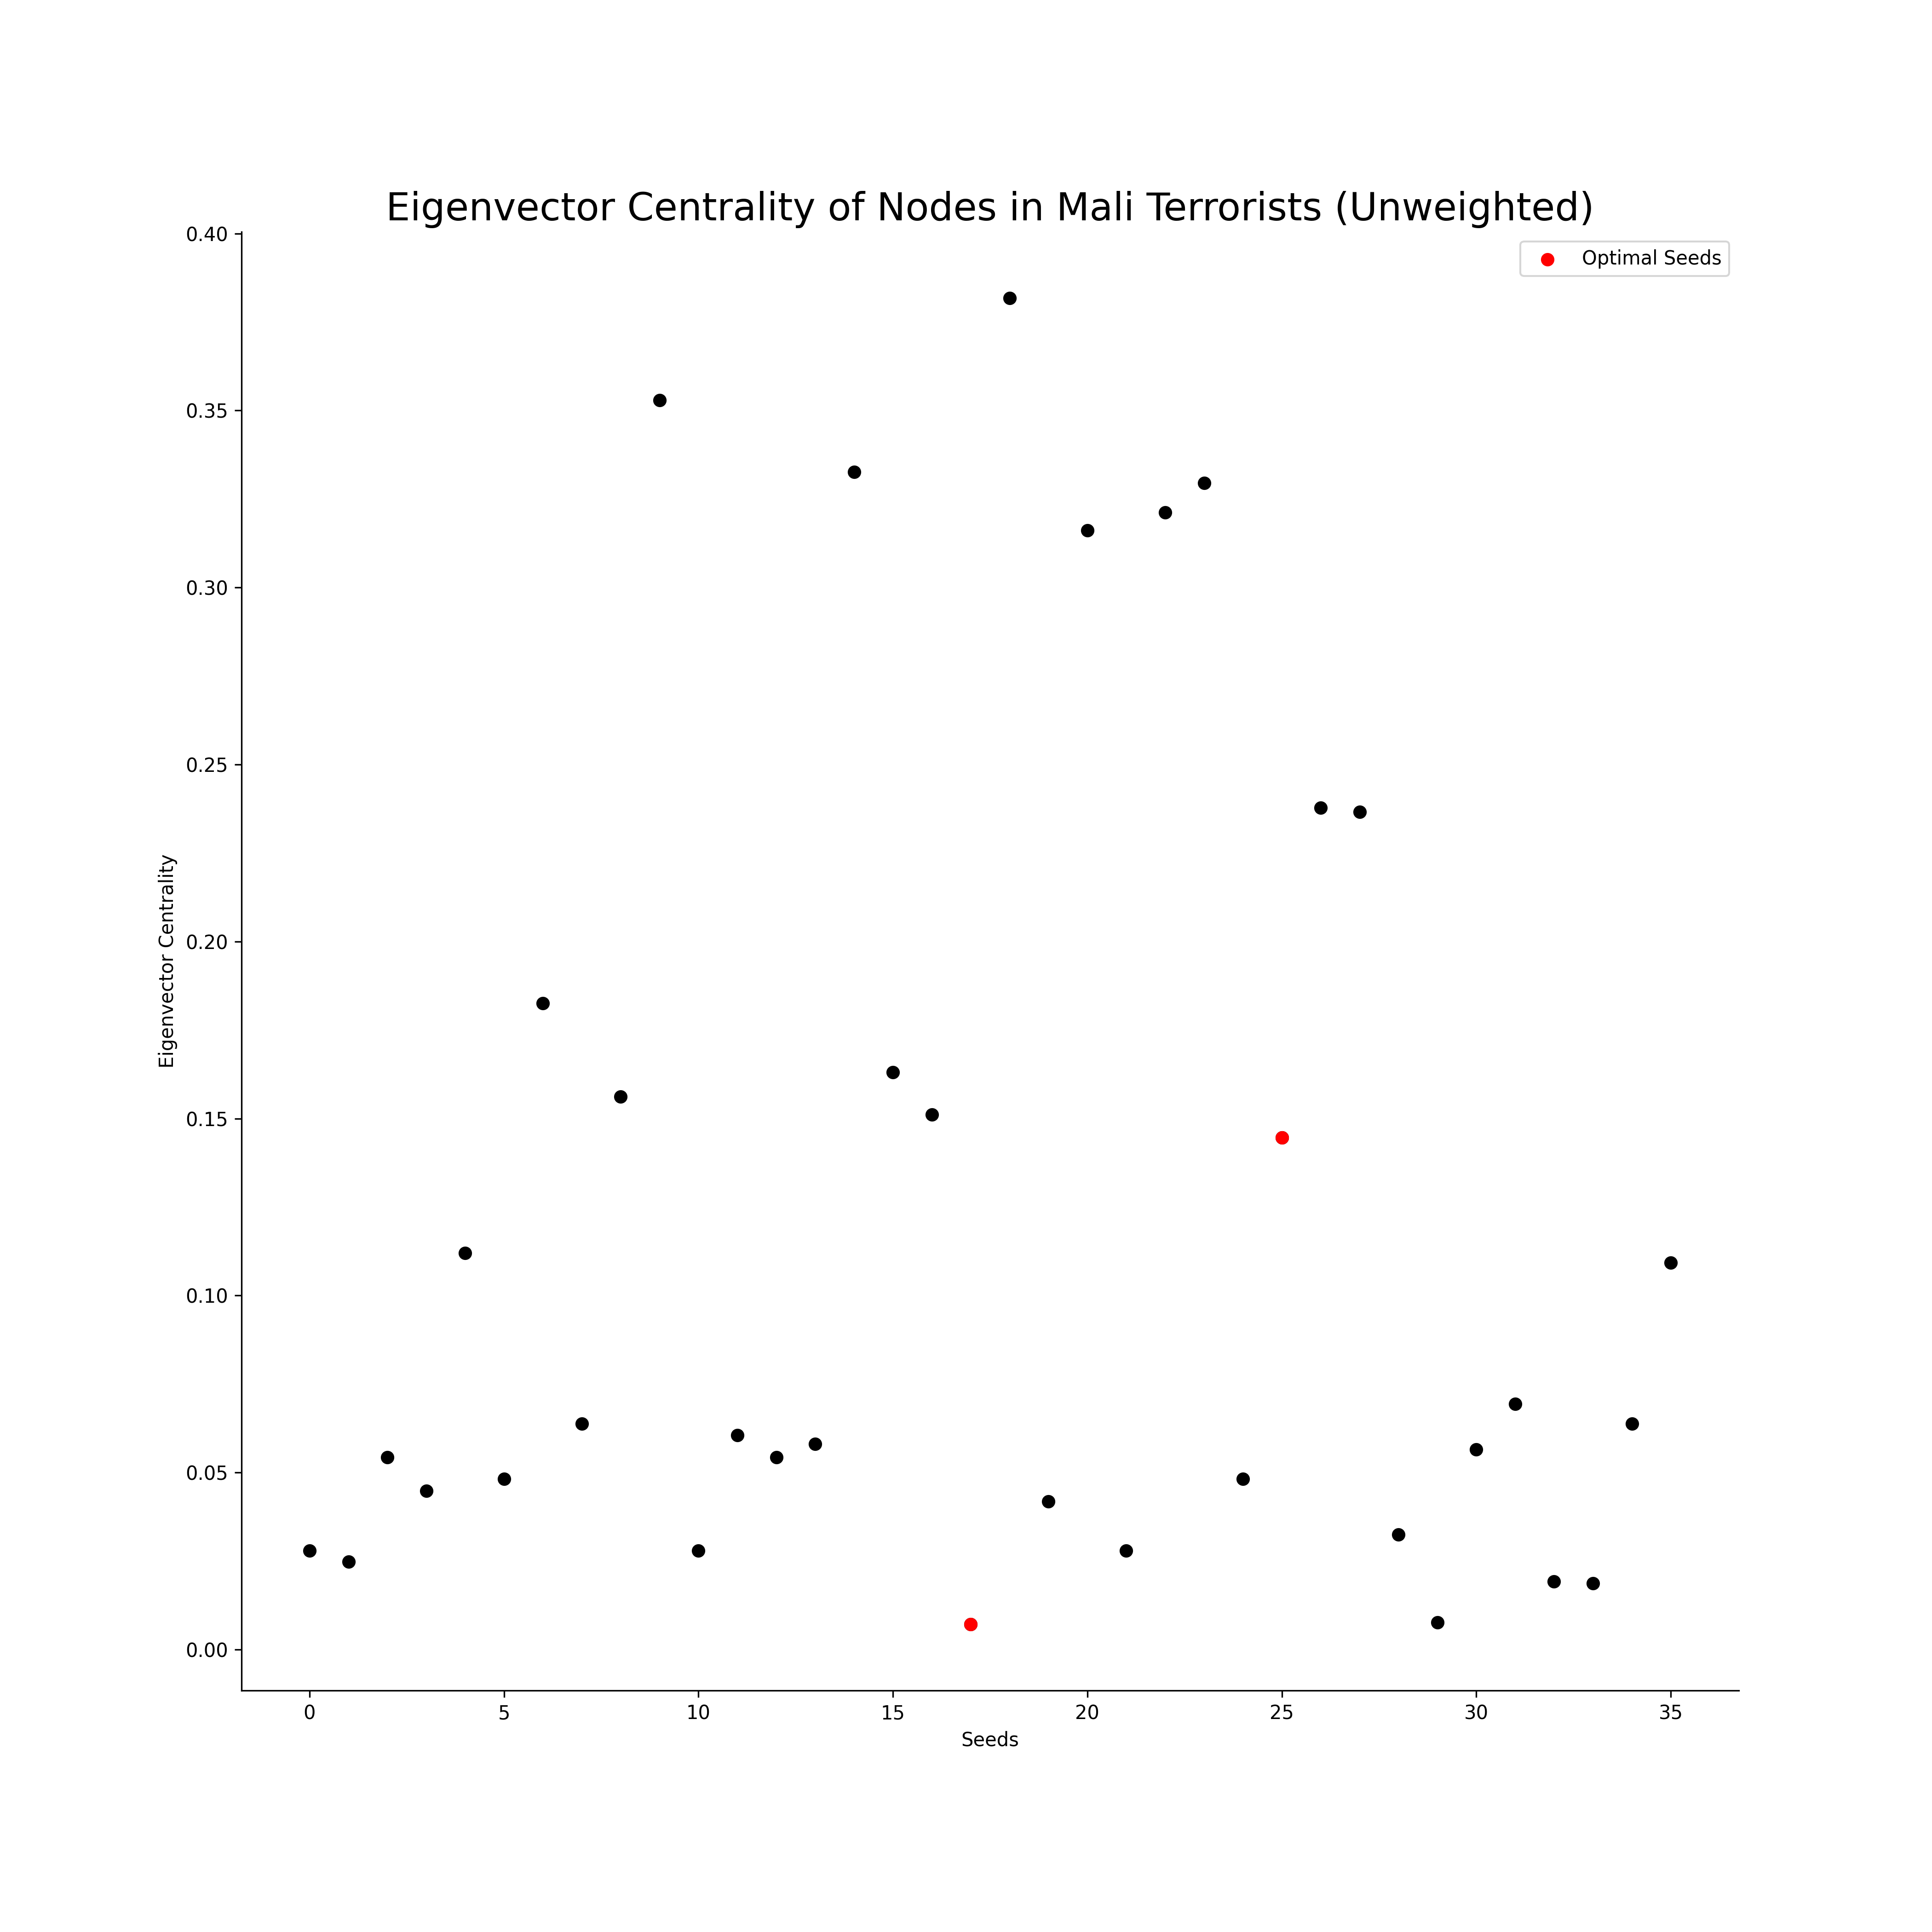 Eigenvector Centrality of Nodes in Mali Terrorists (Unweighted)
Optimal Seeds
0.40
0.35
0.30
0.25
0.20
0.15
0.10
0.05
0.00
Eigenvector Centrality
0 5 10 15 20 25 30 35
Seeds